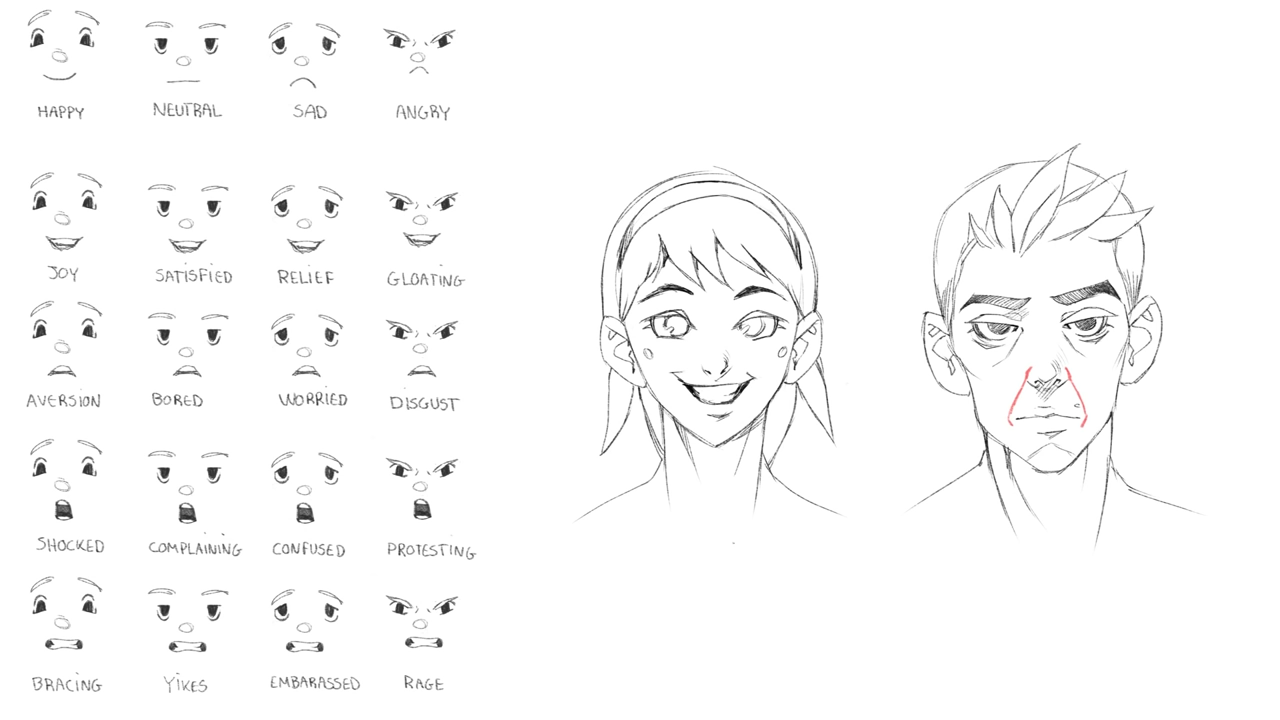 HAPPY NEUTRAL SAD ANGRY
JOY SATiSFiED RELiEF GLOATiNG
AVERSiON BORED WORRiED DiSGUST
SHOCKED COMPLAiNiNG CONFUSED PROTESTiNG
BRACiNG YiKES EMBARASSED RAGE